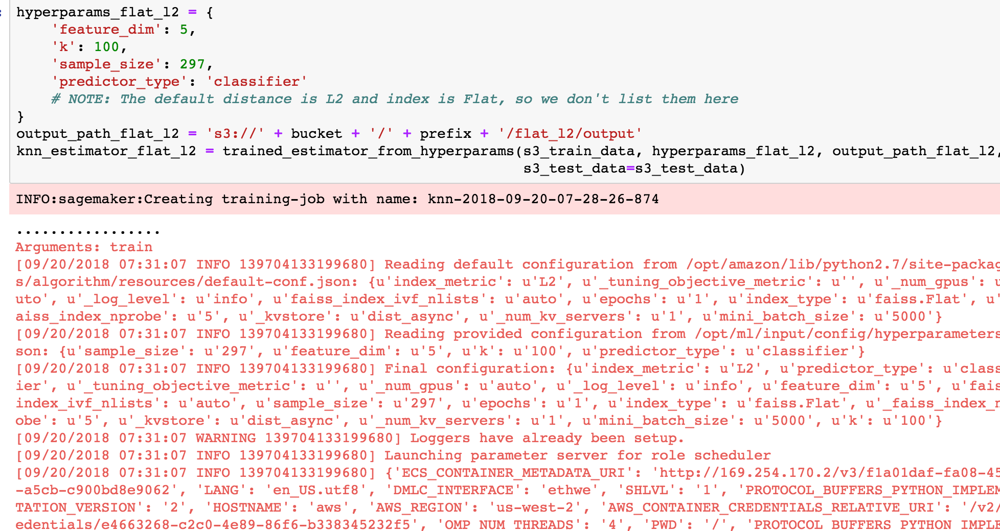 hyperparams_flat_l2 = {
    'feature_dim': 5,
    'k': 100,
    'sample_size': 297,
    'predictor_type': 'classifier'
    # NOTE: The default distance is L2 and index is Flat, so we don't list them here
}
output_path_flat_l2 = 's3://' + bucket + '/' + prefix + '/flat_l2/output'
knn_estimator_flat_l2 = trained_estimator_from_hyperparams(s3_train_data, hyperparams_flat_l2, output_path_flat_l2,
                                                           s3_test_data=s3_test_data)
INFO:sagemaker:Creating training-job with name: knn-2018-09-20-07-28-26-874
.................
Arguments: train
[09/20/2018 07:31:07 INFO 139704133199680] Reading default configuration from /opt/amazon/lib/python2.7/site-packag
s/algorithm/resources/default-conf.json: {u'index_metric': u'L2', u'_tuning_objective_metric': u'', u'_num_gpus': u
uto', u'_log_level': u'info', u'faiss_index_ivf_nlists': u'auto', u'epochs': u'1', u'index_type': u'faiss.Flat', u'
aiss_index_nprobe': u'5', u'_kvstore': u'dist_async', u'_num_kv_servers': u'1', u'mini_batch_size': u'5000'}
[09/20/2018 07:31:07 INFO 139704133199680] Reading provided configuration from /opt/ml/input/config/hyperparameters
son: {u'sample_size': u'297', u'feature_dim': u'5', u'k': u'100', u'predictor_type': u'classifier'}
[09/20/2018 07:31:07 INFO 139704133199680] Final configuration: {u'index_metric': u'L2', u'predictor_type': u'class
ier', u'_tuning_objective_metric': u'', u'_num_gpus': u'auto', u'_log_level': u'info', u'feature_dim': u'5', u'fais
index_ivf_nlists': u'auto', u'sample_size': u'297', u'epochs': u'1', u'index_type': u'faiss.Flat', u'_faiss_index_n
obe': u'5', u'_kvstore': u'dist_async', u'_num_kv_servers': u'1', u'mini_batch_size': u'5000', u'k': u'100'}
[09/20/2018 07:31:07 WARNING 139704133199680] Loggers have already been setup.
[09/20/2018 07:31:07 INFO 139704133199680] Launching parameter server for role scheduler
[09/20/2018 07:31:07 INFO 139704133199680] {'ECS_CONTAINER_METADATA_URI': 'http://169.254.170.2/v3/f1a01daf-fa08-45
-a5cb-c900bd8e9062', 'LANG': 'en_US.utf8', 'DMLC_INTERFACE': 'ethwe', 'SHLVL': '1', 'PROTOCOL_BUFFERS_PYTHON_IMPLEM
TATION_VERSION': '2', 'HOSTNAME': 'aws', 'AWS_REGION': 'us-west-2', 'AWS_CONTAINER_CREDENTIALS_RELATIVE_URI': '/v2/
edentials/e4663268-c2c0-4e89-86f6-b338345232f5', 'OMP_NUM_THREADS': '4', 'PWD': '/', 'PROTOCOL_BUFFERS_PYTHON_IMPLE